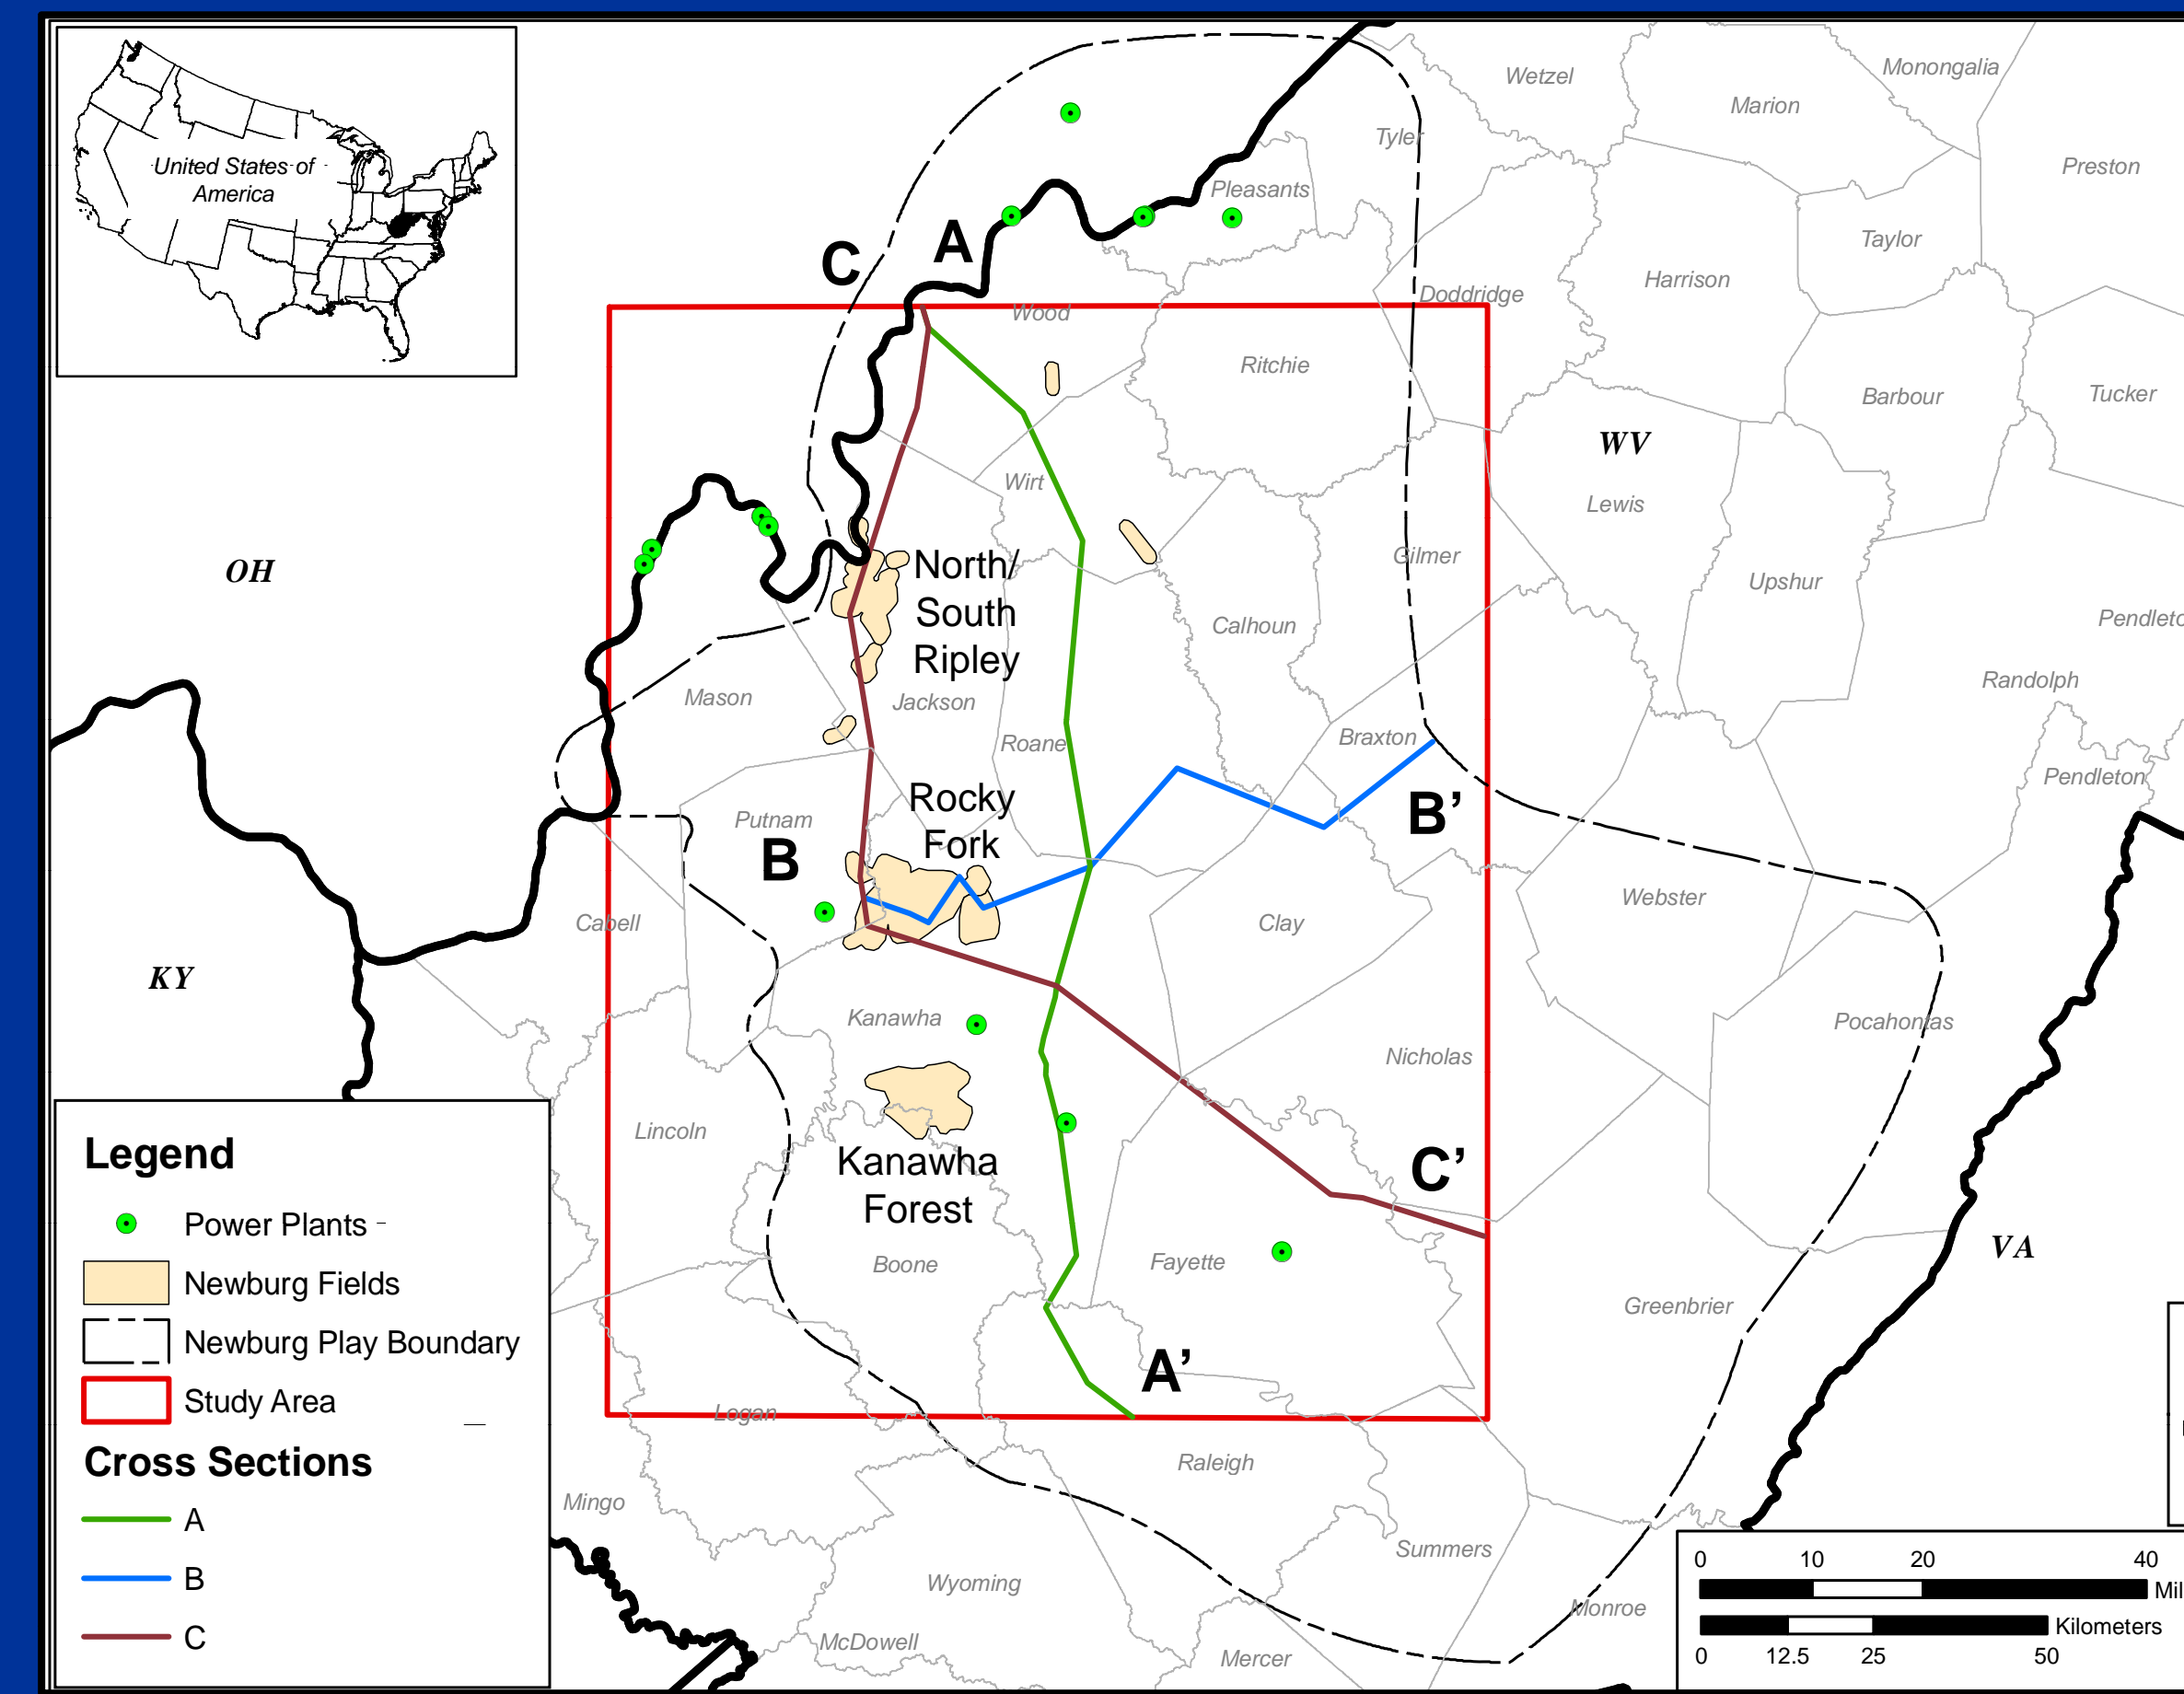 United States of
America
Wetzel
Monongalia
Marion
Tyler
Preston
Pleasants
C
A
Taylor
Harrison
Doddridge
Wood
Ritchie
Barbour
Tucker
WV
Wirt
Lewis
OH
North/
South
Ripley
Gilmer
Upshur
Calhoun
Pendleto
Randolph
Mason
Jackson
Roane
Braxton
Pendleton
Rocky
Fork
B’
Putnam
B
Webster
Cabell
Clay
KY
Kanawha
Pocahontas
Nicholas
Lincoln
Kanawha
Forest
C’
VA
Boone
Fayette
Greenbrier
A’
Logan
Raleigh
Mingo
Summers
Wyoming
Monroe
McDowell
Mercer
Legend
Power Plants
Newburg Fields
Newburg Play Boundary
Study Area
Cross Sections
A
B
C
0 10 20 40
Mil
Kilometers
0 12.5 25 50